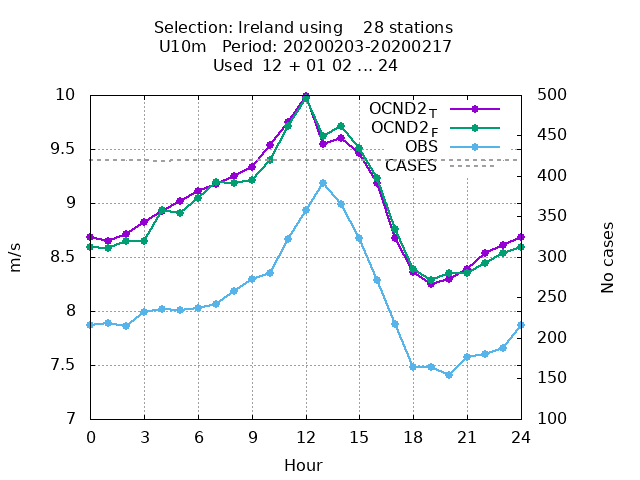 Selection: Ireland using    28 stations
U10m   Period: 20200203-20200217
Used  12 + 01 02 ... 24
10
9.5
9
8.5
8
7.5
7
500
450
400
350
300
250
200
150
100
OCND2_T
OCND2_F
OBS
CASES
m/s
No cases
0 3 6 9 12 15 18 21 24
Hour